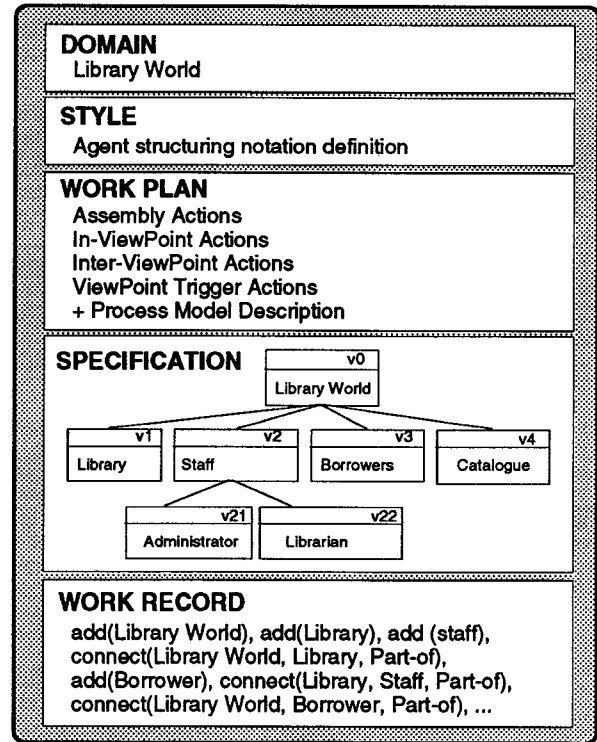 DOMAIN
Library World
STYLE
Agent structuring notation definition
WORK PLAN
Assembly Actions
In-ViewPoint Actions
Inter-ViewPoint Actions
ViewPoint Trigger Actions
+ Process Model Description
SPECIFICATION
v0
Library World
v1
Library
v2
Staff
v3
Borrowers
v4
Catalogue
v21
Administrator
v22
Librarian
WORK RECORD
add(Library World), add(Library), add (staff),
connect(Library World, Library, Part-of),
add(Borrower), connect(Library, Staff, Part-of),
connect(Library World, Borrower, Part-of), ...